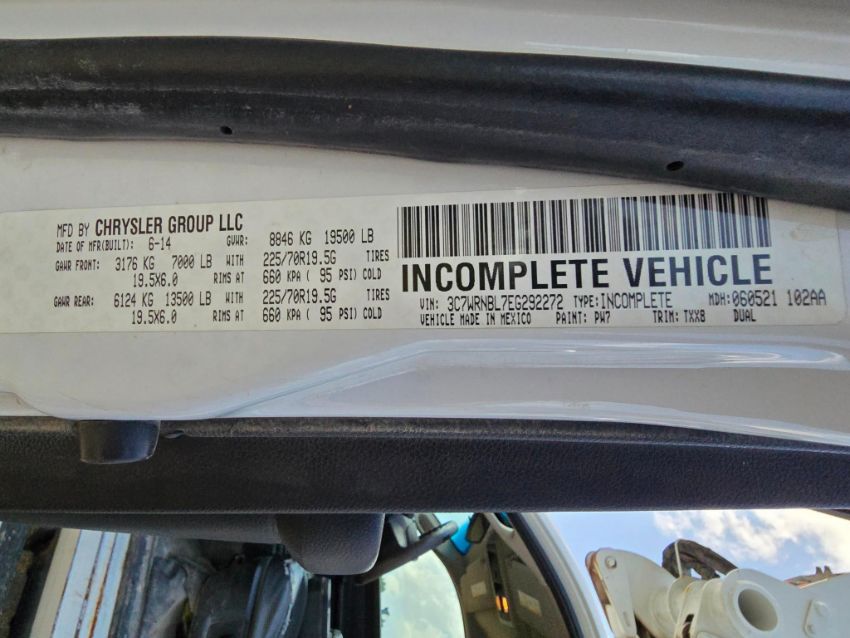 MFD BY CHRYSLER GROUP LLC
DATE OF MFR(BUILT): 6-14 GVWR: 8846 KG 19500 LB
GAWR FRONT: 3176 KG 7000 LB WITH 225/70R19.5G TIRES
19.5X6.0 RIMS AT 660 KPA ( 95 PSI) COLD
GAWR REAR: 6124 KG 13500 LB WITH 225/70R19.5G TIRES
19.5X6.0 RIMS AT 660 KPA ( 95 PSI) COLD
INCOMPLETE VEHICLE
VIN: 3C7WRNBL7EG292272 TYPE:INCOMPLETE MDH:060521 102AA
VEHICLE MADE IN MEXICO PAINT: PW7 TRIM: TXX8 DUAL